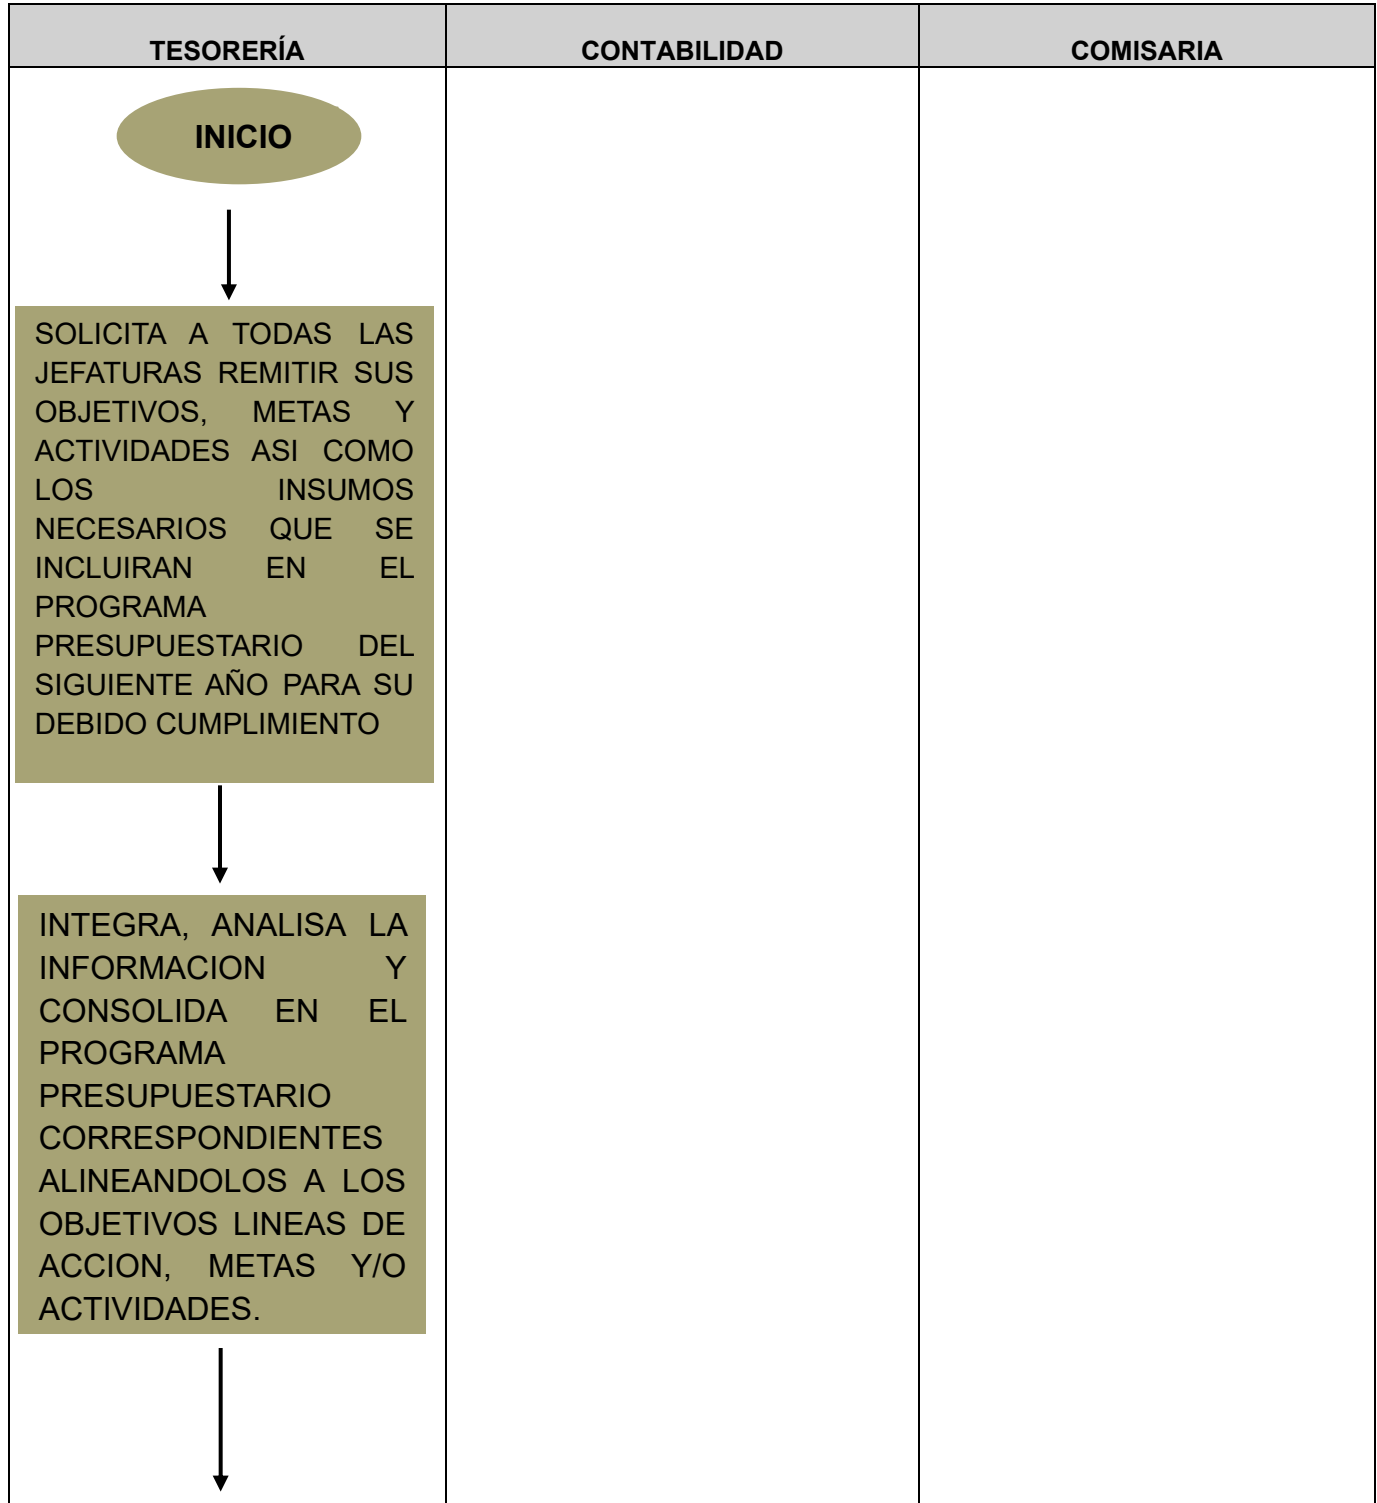 TESORERÍA CONTABILIDAD COMISARIA
INICIO
SOLICITA A TODAS LAS
JEFATURAS REMITIR SUS
OBJETIVOS, METAS Y
ACTIVIDADES ASI COMO
LOS INSUMOS
NECESARIOS QUE SE
INCLUIRAN EN EL
PROGRAMA
PRESUPUESTARIO DEL
SIGUIENTE AÑO PARA SU
DEBIDO CUMPLIMIENTO
INTEGRA, ANALISA LA
INFORMACION Y
CONSOLIDA EN EL
PROGRAMA
PRESUPUESTARIO
CORRESPONDIENTES
ALINEANDOLOS A LOS
OBJETIVOS LINEAS DE
ACCION, METAS Y/O
ACTIVIDADES.